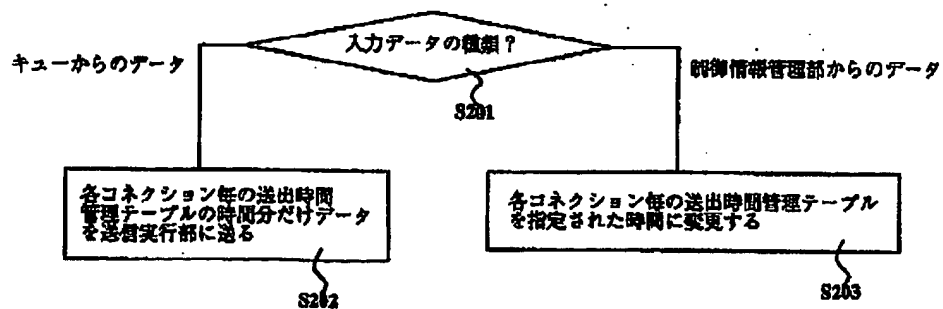 入力データの種類？
キューからのデータ
制御情報管理部からのデータ
S201
各コネクション毎の送出時間
管理テーブルの時間分だけデータ
を送信実行部に送る
各コネクション毎の送出時間管理テーブル
を指定された時間に変更する
S202
S203